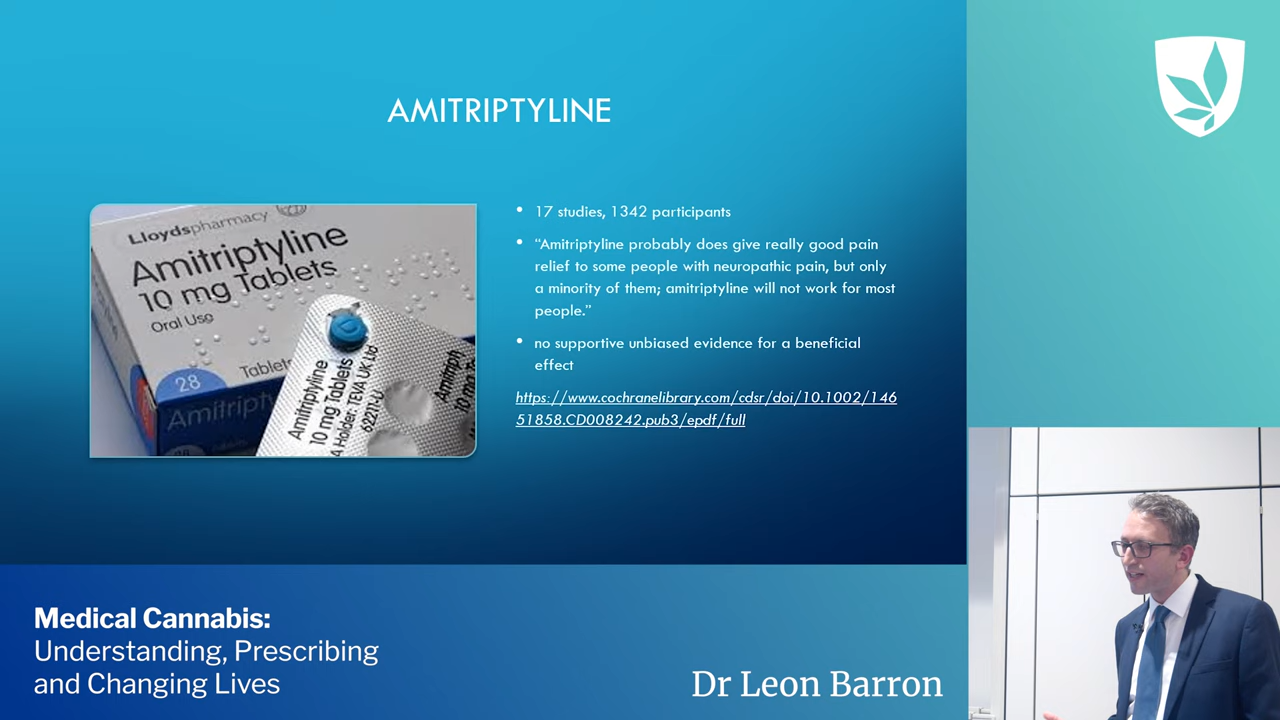 AMITRIPTYLINE
Lloydspharmacy
Amitriptyline
10 mg Tablets
Oral Use
Tablets
28
Amitript
Amitriptyline
10 mg Tablets
TEVA UK Ltd
Amitriph
• 17 studies, 1342 participants
• “Amitriptyline probably does give really good pain
relief to some people with neuropathic pain, but only
a minority of them; amitriptyline will not work for most
people.”
• no supportive unbiased evidence for a beneficial
effect
https://www.cochranelibrary.com/cdsr/doi/10.1002/146
51858.CD008242.pub3/epdf/full
Medical Cannabis:
Understanding, Prescribing
and Changing Lives
Dr Leon Barron